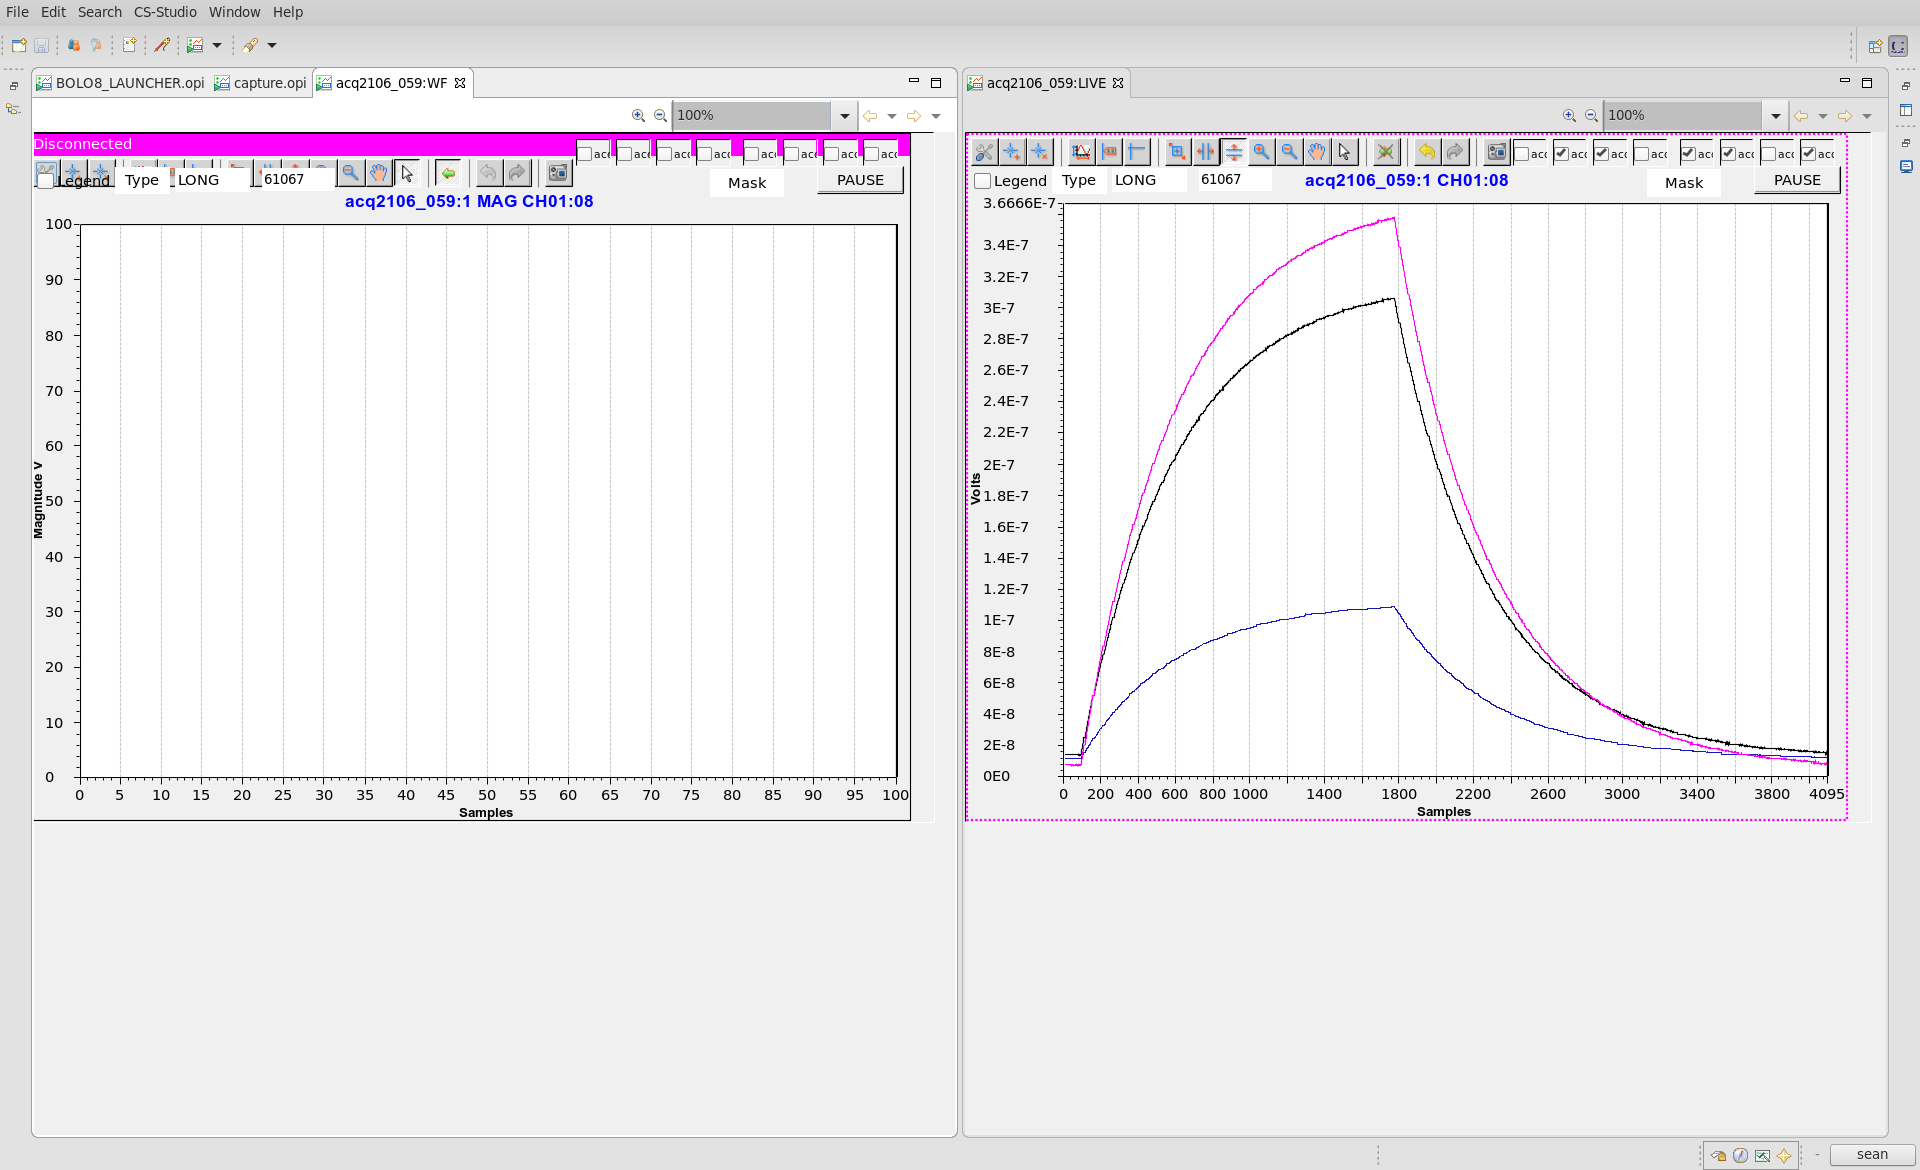 File Edit Search CS-Studio Window Help
BOLO8_LAUNCHER.opi capture.opi acq2106_059:WF
100%
Disconnected
acc acc acc acc acc acc acc acc
Legend Type LONG 61067 Mask PAUSE
acq2106_059:1 MAG CH01:08
100
90
80
70
60
50
40
30
20
10
0
Magnitude V
0 5 10 15 20 25 30 35 40 45 50 55 60 65 70 75 80 85 90 95 100
Samples
acq2106_059:LIVE
100%
acc acc acc acc acc acc acc acc
Legend Type LONG 61067 acq2106_059:1 CH01:08 Mask PAUSE
3.6666E-7
3.4E-7
3.2E-7
3E-7
2.8E-7
2.6E-7
2.4E-7
2.2E-7
2E-7
1.8E-7
1.6E-7
1.4E-7
1.2E-7
1E-7
8E-8
6E-8
4E-8
2E-8
0E0
Volts
0 200 400 600 800 1000 1400 1800 2200 2600 3000 3400 3800 4095
Samples
sean